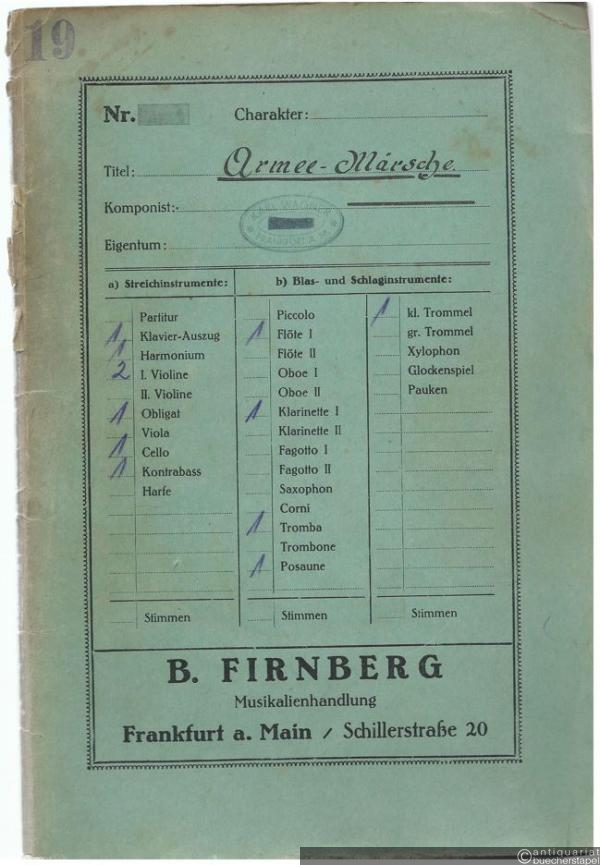 19
Nr. Charakter:
Titel: Armee-Märsche.
Komponist:
KARL WAGNER
FRANKFURT A. M.
Eigentum:
a) Streichinstrumente:
Partitur
1 Klavier-Auszug
1 Harmonium
2 I. Violine
II. Violine
1 Obligat
Viola
1 Cello
1 Kontrabass
Harfe
Stimmen
b) Blas- und Schlaginstrumente:
Piccolo
1 Flöte I
Flöte II
Oboe I
Oboe II
1 Klarinette I
Klarinette II
Fagotto I
Fagotto II
Saxophon
Corni
1 Tromba
Trombone
1 Posaune
Stimmen
1 kl. Trommel
gr. Trommel
Xylophon
Glockenspiel
Pauken
Stimmen
B. FIRNBERG
Musikalienhandlung
Frankfurt a. Main / Schillerstraße 20
antiquariat
buecherstapel